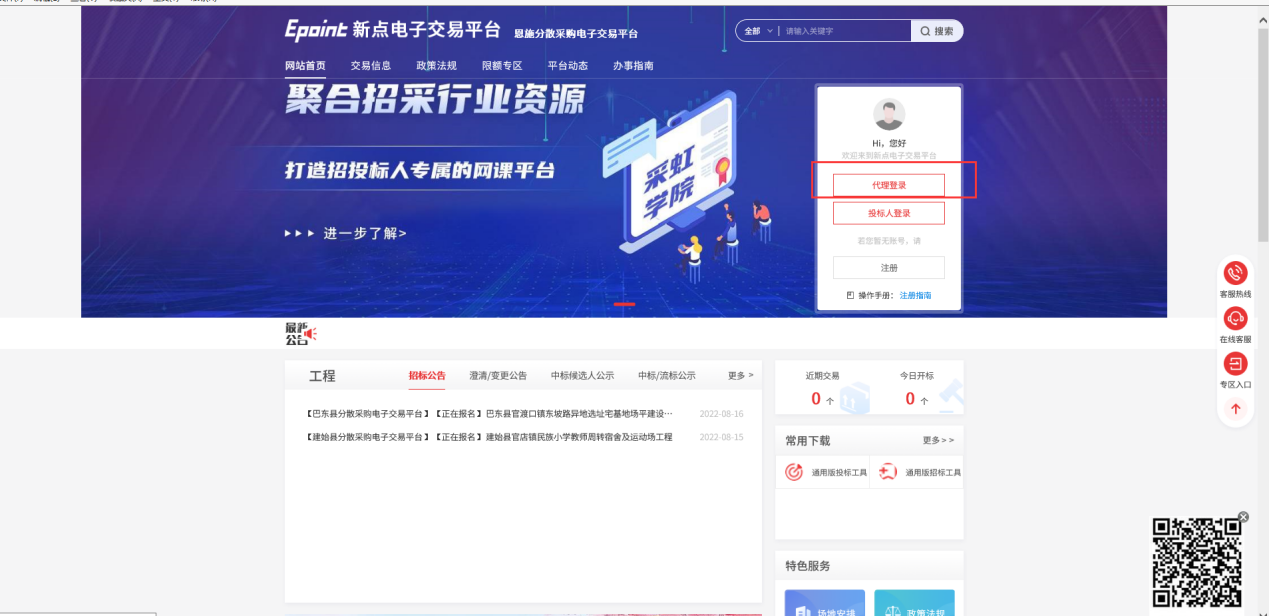 Epoint 新点电子交易平台 恩施分散采购电子交易平台
全部 请输入关键字 搜索
网站首页 交易信息 政策法规 限额专区 平台动态 办事指南
聚合招采行业资源
打造招投标人专属的网课平台
进一步了解>
采虹
学院
Hi，您好
欢迎来到新点电子交易平台
代理登录
投标人登录
若您暂无账号，请
注册
操作手册：注册指南
客服热线
在线客服
专区入口
最新
公告
工程 招标公告 澄清/变更公告 中标候选人公示 中标/流标公示 更多 >
【巴东县分散采购电子交易平台】【正在报名】巴东县官渡口镇东坡路异地选址宅基地场平建设… 2022-08-16
【建始县分散采购电子交易平台】【正在报名】建始县官店镇民族小学教师周转宿舍及运动场工程 2022-08-15
近期交易 今日开标
0 个 0 个
常用下载 更多>>
通用版投标工具 通用版招标工具
特色服务
场地安排 政策法规